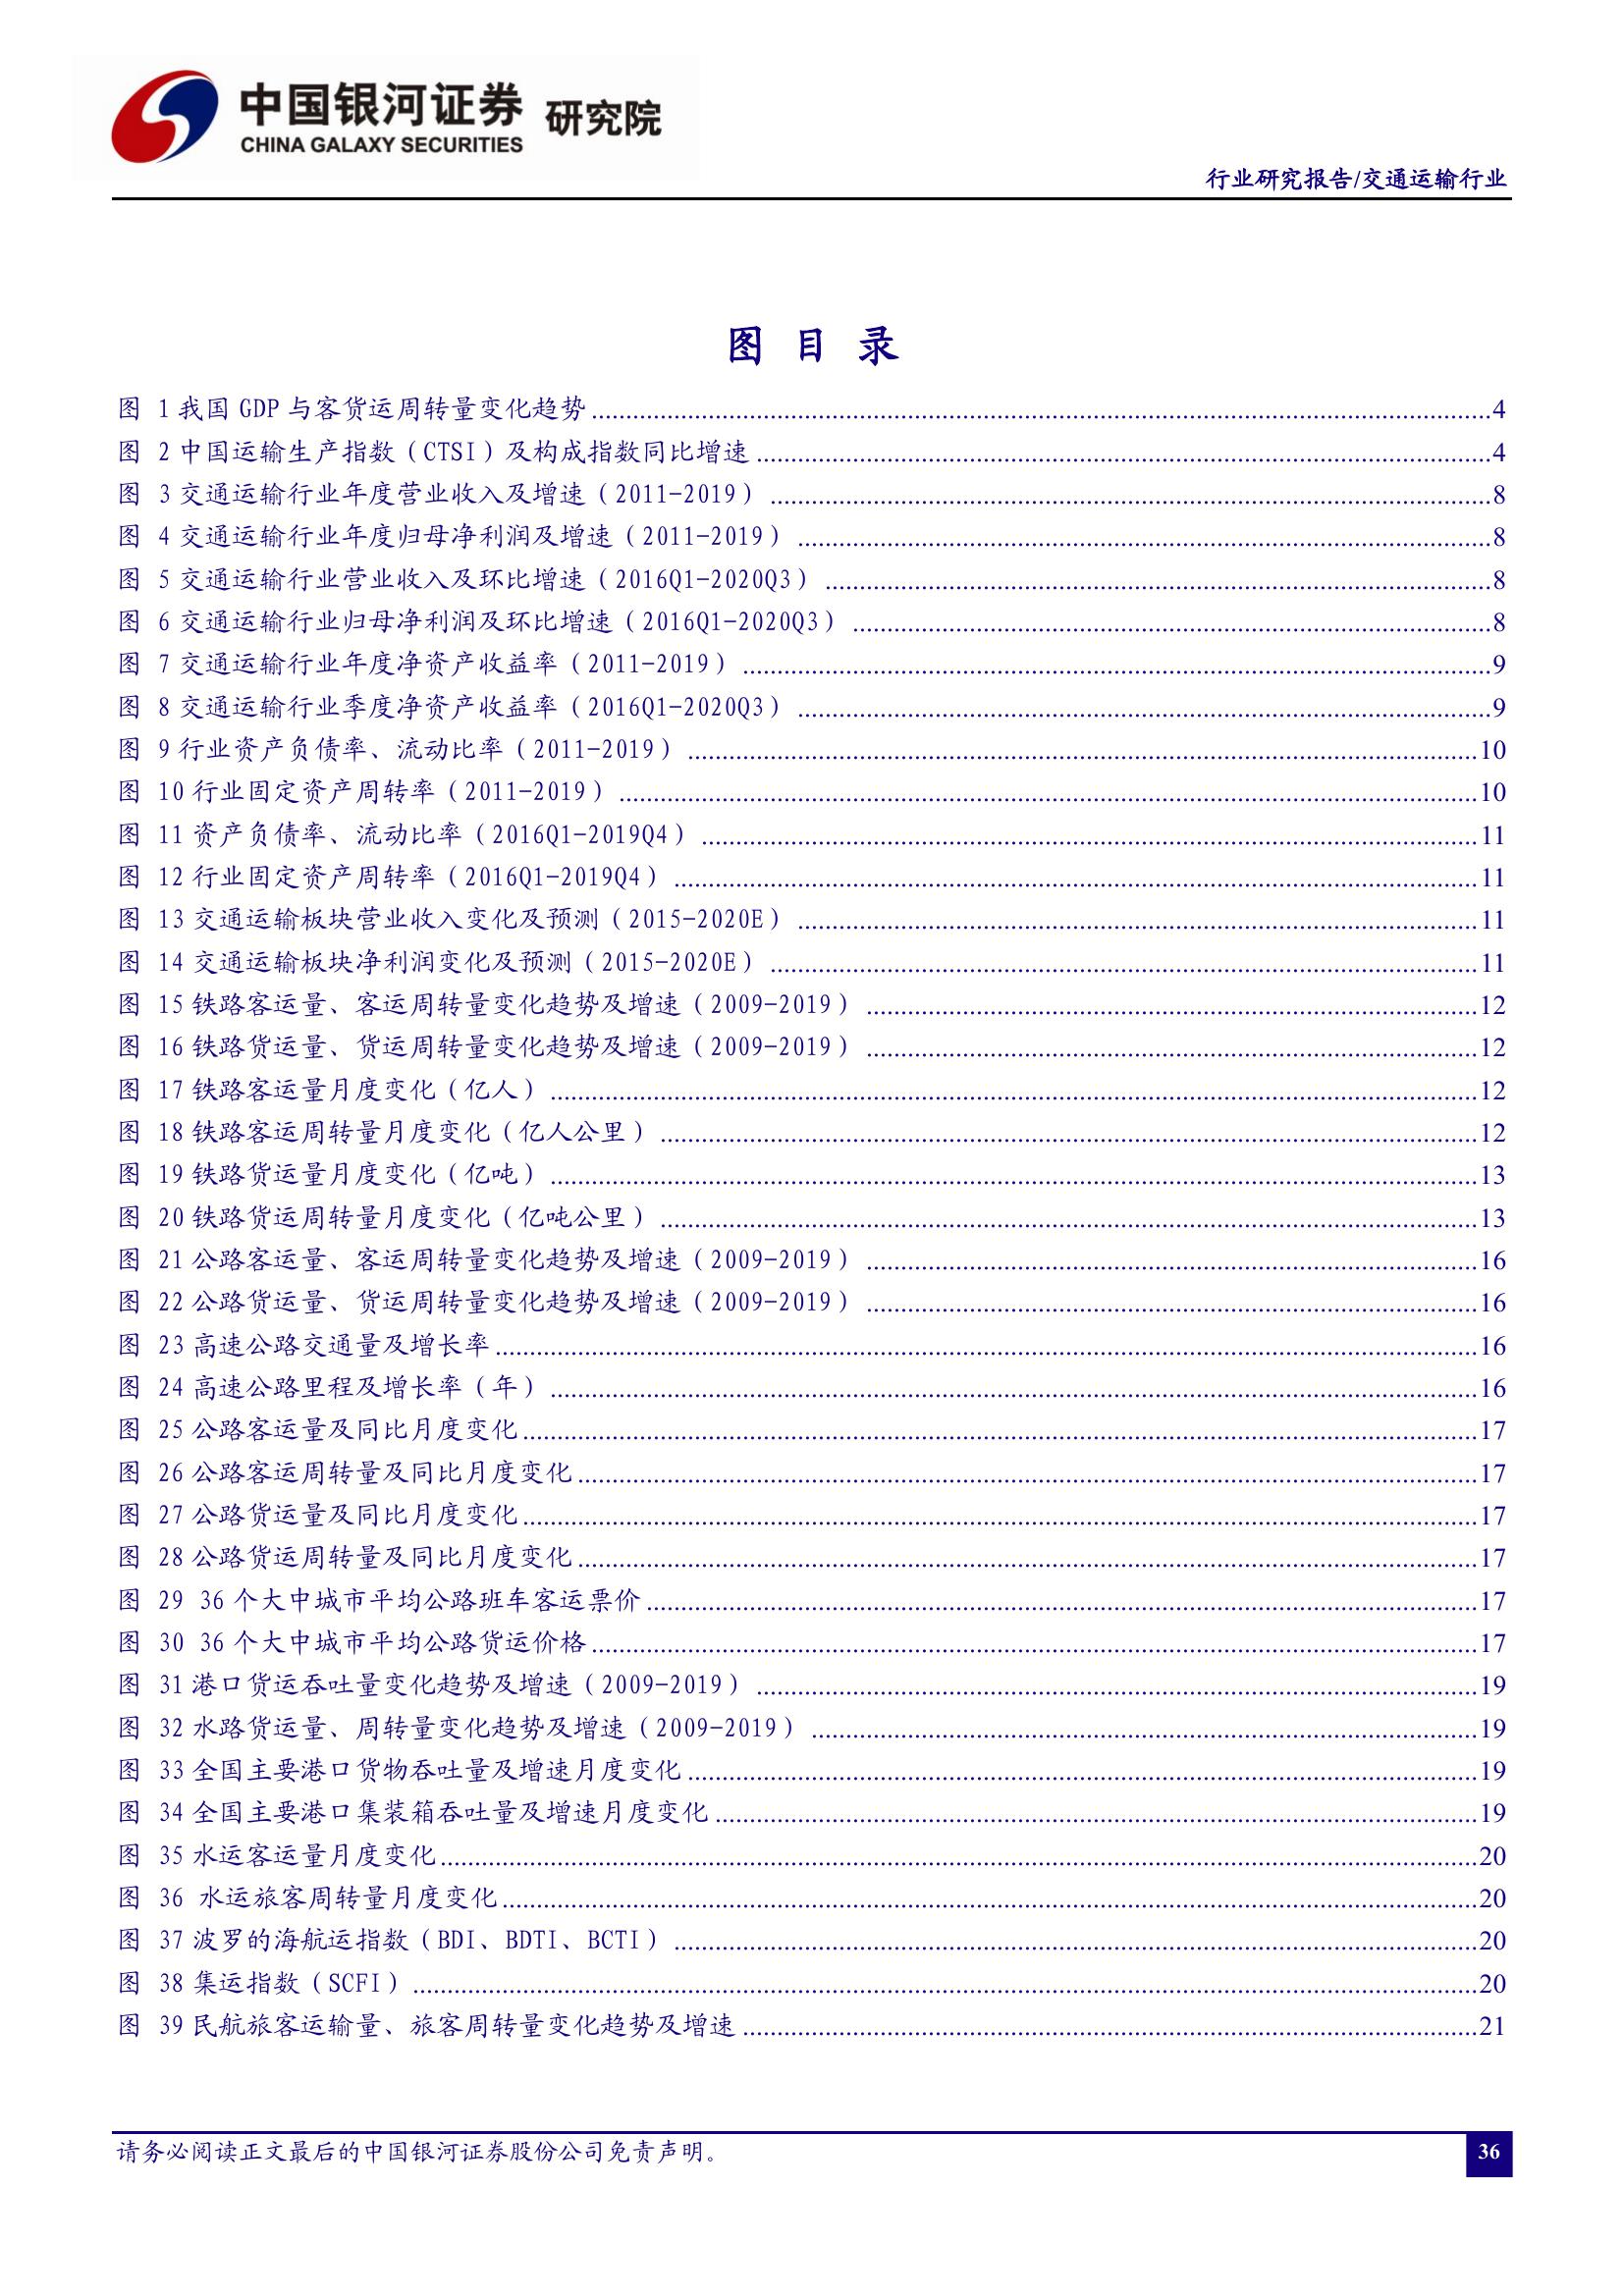 中国银河证券 研究院
CHINA GALAXY SECURITIES
行业研究报告/交通运输行业
图 目 录
图 1 我国 GDP 与客货运周转量变化趋势 4
图 2 中国运输生产指数（CTSI）及构成指数同比增速 4
图 3 交通运输行业年度营业收入及增速（2011-2019） 8
图 4 交通运输行业年度归母净利润及增速（2011-2019） 8
图 5 交通运输行业营业收入及环比增速（2016Q1-2020Q3） 8
图 6 交通运输行业归母净利润及环比增速（2016Q1-2020Q3） 8
图 7 交通运输行业年度净资产收益率（2011-2019） 9
图 8 交通运输行业季度净资产收益率（2016Q1-2020Q3） 9
图 9 行业资产负债率、流动比率（2011-2019） 10
图 10 行业固定资产周转率（2011-2019） 10
图 11 资产负债率、流动比率（2016Q1-2019Q4） 11
图 12 行业固定资产周转率（2016Q1-2019Q4） 11
图 13 交通运输板块营业收入变化及预测（2015-2020E） 11
图 14 交通运输板块净利润变化及预测（2015-2020E） 11
图 15 铁路客运量、客运周转量变化趋势及增速（2009-2019） 12
图 16 铁路货运量、货运周转量变化趋势及增速（2009-2019） 12
图 17 铁路客运量月度变化（亿人） 12
图 18 铁路客运周转量月度变化（亿人公里） 12
图 19 铁路货运量月度变化（亿吨） 13
图 20 铁路货运周转量月度变化（亿吨公里） 13
图 21 公路客运量、客运周转量变化趋势及增速（2009-2019） 16
图 22 公路货运量、货运周转量变化趋势及增速（2009-2019） 16
图 23 高速公路交通量及增长率 16
图 24 高速公路里程及增长率（年） 16
图 25 公路客运量及同比月度变化 17
图 26 公路客运周转量及同比月度变化 17
图 27 公路货运量及同比月度变化 17
图 28 公路货运周转量及同比月度变化 17
图 29 36 个大中城市平均公路班车客运票价 17
图 30 36 个大中城市平均公路货运价格 17
图 31 港口货运吞吐量变化趋势及增速（2009-2019） 19
图 32 水路货运量、周转量变化趋势及增速（2009-2019） 19
图 33 全国主要港口货物吞吐量及增速月度变化 19
图 34 全国主要港口集装箱吞吐量及增速月度变化 19
图 35 水运客运量月度变化 20
图 36 水运旅客周转量月度变化 20
图 37 波罗的海航运指数（BDI、BDTI、BCTI） 20
图 38 集运指数（SCFI） 20
图 39 民航旅客运输量、旅客周转量变化趋势及增速 21
请务必阅读正文最后的中国银河证券股份公司免责声明。
36